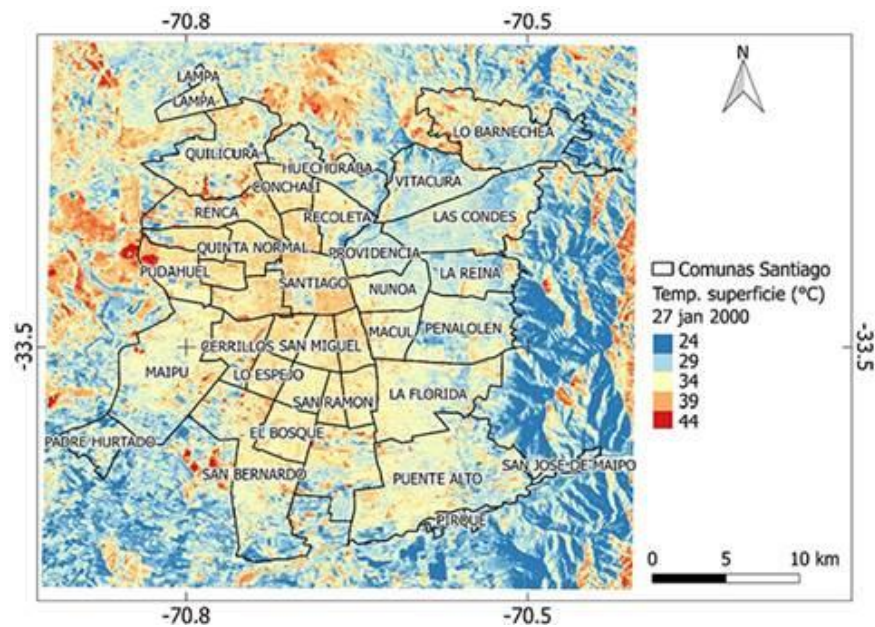 -70.8
-70.5
N
LAMPA
LAMPA
LO BARNECHEA
QUILICURA
HUECHURABA
VITACURA
CONCHALI
RENCA
RECOLETA
LAS CONDES
QUINTA NORMAL
PROVIDENCIA
PUDAHUEL
LA REINA
SANTIAGO
NUNOA
MACUL
PENALOLEN
-33.5
-33.5
CERRILLOS
SAN MIGUEL
MAIPU
LO ESPEJO
SAN RAMON
LA FLORIDA
EL BOSQUE
PADRE HURTADO
SAN BERNARDO
PUENTE ALTO
SAN JOSE-DE-MAIPO
PIRQUE
Comunas Santiago
Temp. superficie (°C)
27 jan 2000
24
29
34
39
44
0 5 10 km
-70.8
-70.5